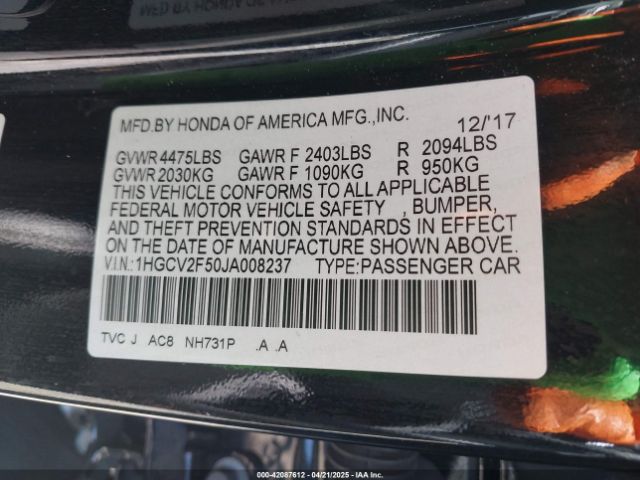 MFD.BY HONDA OF AMERICA MFG.,INC. 12/'17
GVWR 4475LBS GAWR F 2403LBS R 2094LBS
GVWR 2030KG GAWR F 1090KG R 950KG
THIS VEHICLE CONFORMS TO ALL APPLICABLE
FEDERAL MOTOR VEHICLE SAFETY , BUMPER,
AND THEFT PREVENTION STANDARDS IN EFFECT
ON THE DATE OF MANUFACTURE SHOWN ABOVE.
V.I.N.:1HGCV2F50JA008237 TYPE:PASSENGER CAR
TVC J AC8 NH731P .A .A
000-42087612 - 04/21/2025 - IAA Inc.